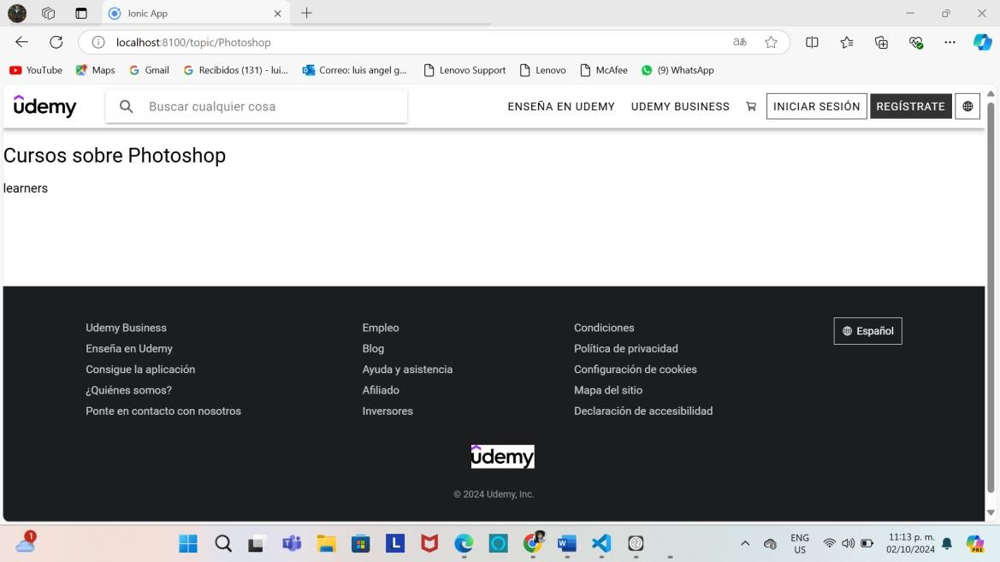 Ionic App
localhost:8100/topic/Photoshop
YouTube Maps Gmail Recibidos (131) - lui... Correo: luis angel g... Lenovo Support Lenovo McAfee (9) WhatsApp
ûdemy Buscar cualquier cosa ENSEÑA EN UDEMY UDEMY BUSINESS INICIAR SESIÓN REGÍSTRATE
Cursos sobre Photoshop
learners
Udemy Business
Enseña en Udemy
Consigue la aplicación
¿Quiénes somos?
Ponte en contacto con nosotros
Empleo
Blog
Ayuda y asistencia
Afiliado
Inversores
Condiciones
Política de privacidad
Configuración de cookies
Mapa del sitio
Declaración de accesibilidad
Español
ûdemy
© 2024 Udemy, Inc.
1
L
W
PRE
ENG
US
11:13 p. m.
02/10/2024